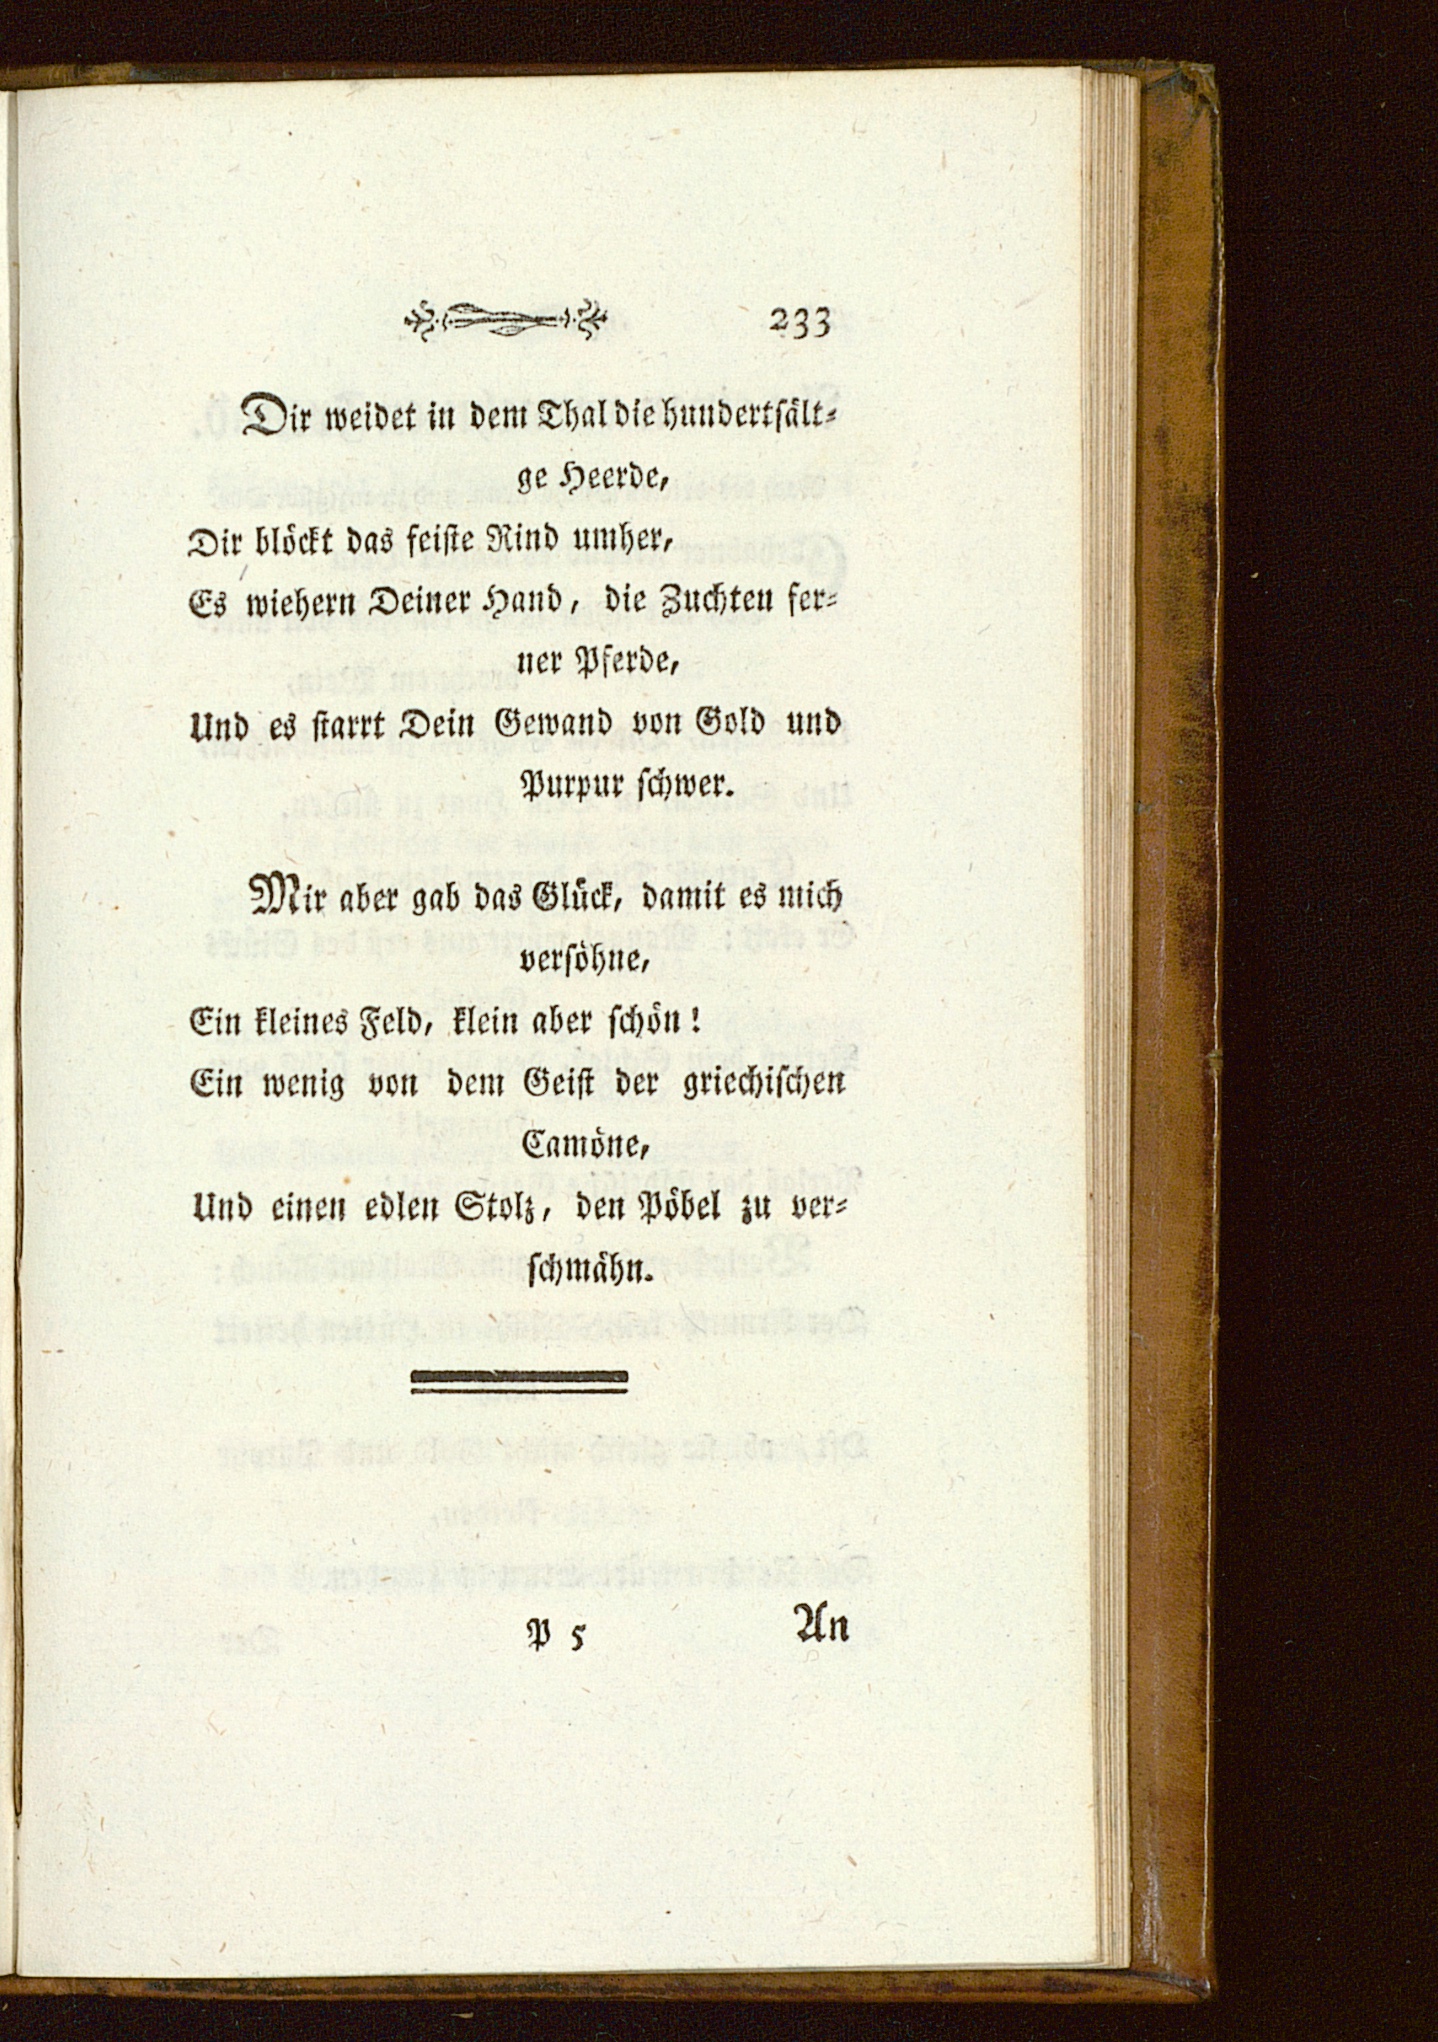 233
Dir weidet in dem Thal die hundertfält-
ge Heerde,
Dir blöckt das feiste Rind umher,
Es wiehern Deiner Hand, die Zuchten fer-
ner Pferde,
Und es starrt Dein Gewand von Gold und
Purpur schwer.
Mir aber gab das Glück, damit es mich
versöhne,
Ein kleines Feld, klein aber schön!
Ein wenig von dem Geist der griechischen
Camöne,
Und einen edlen Stolz, den Pöbel zu ver-
schmähn.
P 5 An